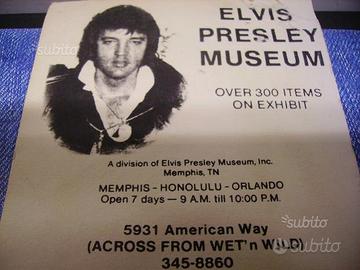 ELVIS
PRESLEY
MUSEUM
OVER 300 ITEMS
ON EXHIBIT
A division of Elvis Presley Museum, Inc.
Memphis, TN
MEMPHIS - HONOLULU - ORLANDO
Open 7 days — 9 A.M. till 10:00 P.M.
5931 American Way
(ACROSS FROM WET'n WILD)
345-8860
subito
subito
subito